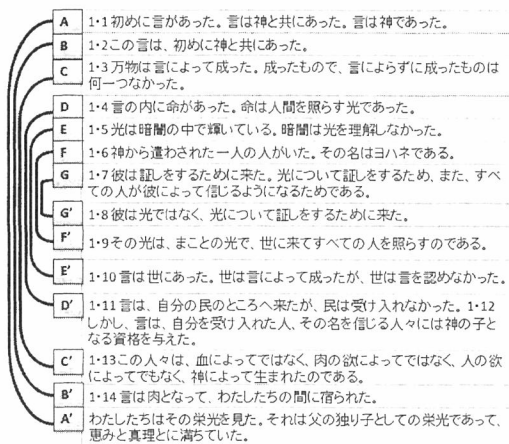 A 1・1初めに言があった。言は神と共にあった。言は神であった。
B 1・2この言は、初めに神と共にあった。
C 1・3万物は言によって成った。成ったもので、言によらずに成ったものは
何一つなかった。
D 1・4言の内に命があった。命は人間を照らす光であった。
E 1・5光は暗闇の中で輝いている。暗闇は光を理解しなかった。
F 1・6神から遣わされた一人の人がいた。その名はヨハネである。
G 1・7彼は証しをするために来た。光について証しをするため、また、すべ
ての人が彼によって信じるようになるためである。
G' 1・8彼は光ではなく、光について証しをするために来た。
F' 1・9その光は、まことの光で、世に来てすべての人を照らすのである。
E' 1・10言は世にあった。世は言によって成ったが、世は言を認めなかった。
D' 1・11言は、自分の民のところへ来たが、民は受け入れなかった。1・12
しかし、言は、自分を受け入れた人、その名を信じる人々には神の子と
なる資格を与えた。
C' 1・13この人々は、血によってではなく、肉の欲によってではなく、人の欲
によってでもなく、神によって生まれたのである。
B' 1・14言は肉となって、わたしたちの間に宿られた。
A' わたしたちはその栄光を見た。それは父の独り子としての栄光であって、
恵みと真理とに満ちていた。